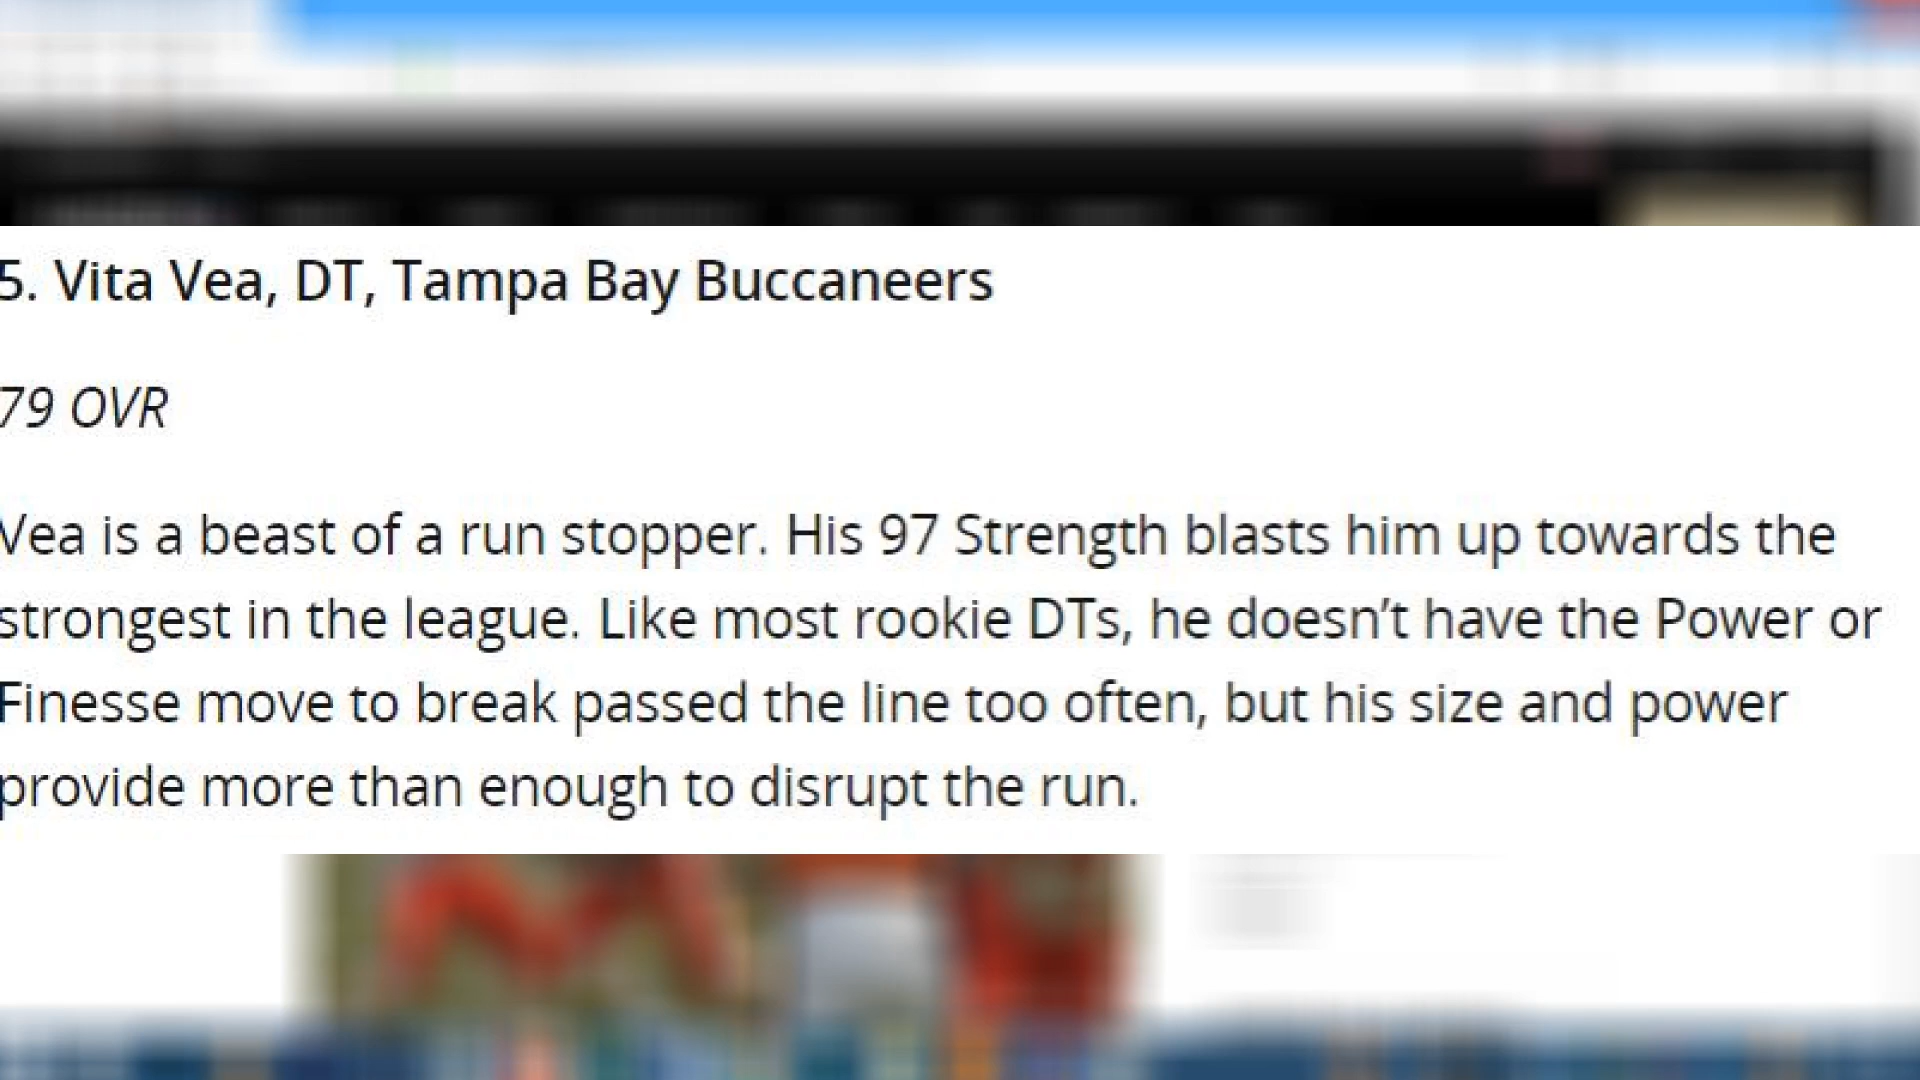 5. Vita Vea, DT, Tampa Bay Buccaneers
79 OVR
Vea is a beast of a run stopper. His 97 Strength blasts him up towards the
strongest in the league. Like most rookie DTs, he doesn’t have the Power or
Finesse move to break passed the line too often, but his size and power
provide more than enough to disrupt the run.